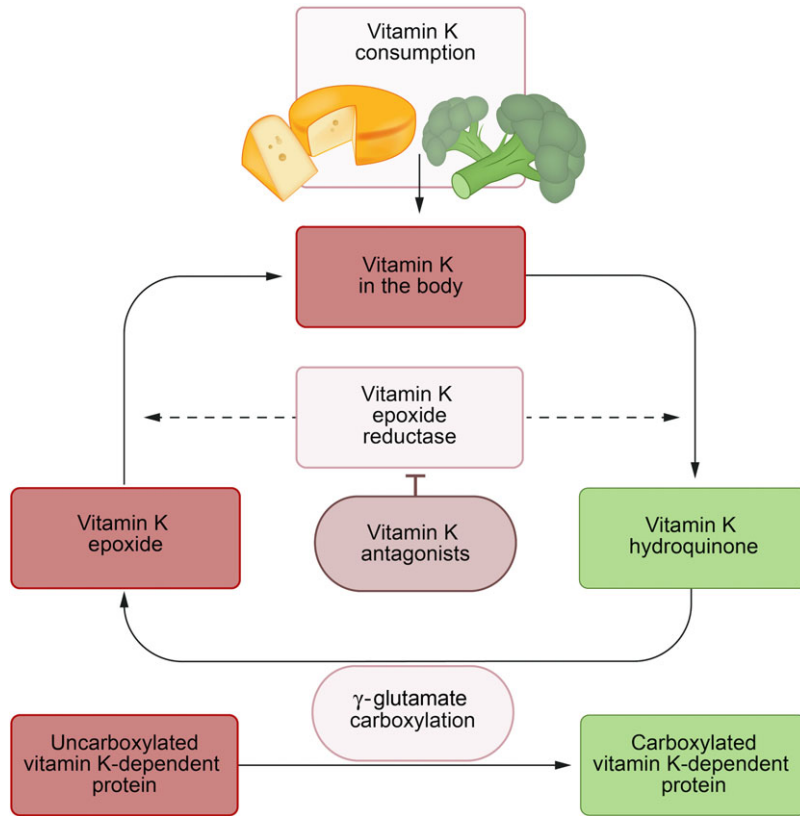 Vitamin K
consumption
Vitamin K
in the body
Vitamin K
epoxide
reductase
Vitamin K
epoxide
Vitamin K
antagonists
Vitamin K
hydroquinone
γ-glutamate
carboxylation
Uncarboxylated
vitamin K-dependent
protein
Carboxylated
vitamin K-dependent
protein